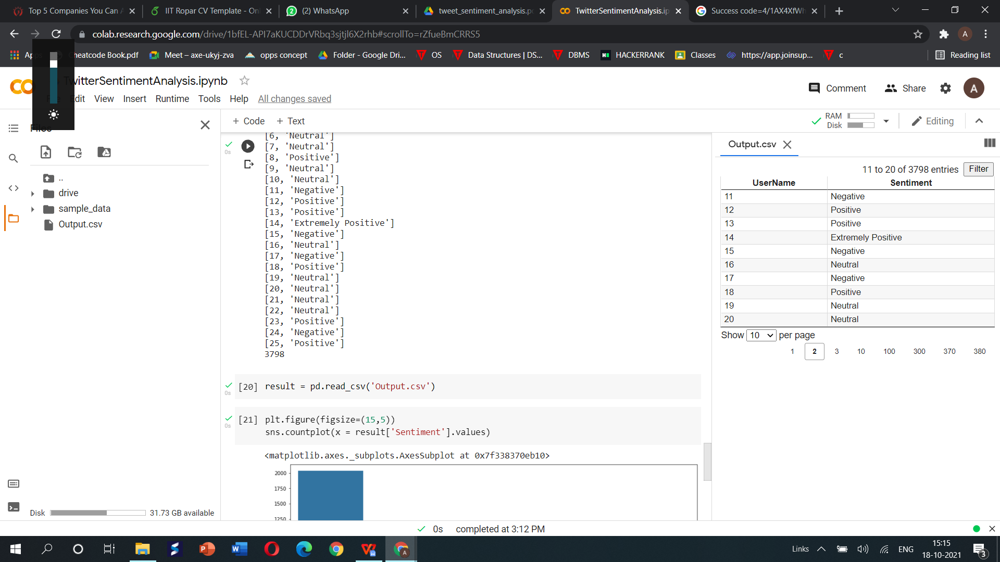 Top 5 Companies You Can A
IIT Ropar CV Template - Onl
(2) WhatsApp
tweet_sentiment_analysis.p
TwitterSentimentAnalysis.ip
Success code=4/1AX4XfWh
colab.research.google.com/drive/1bfEL-API7aKUCDDrVRbq3sjtjl6X2rhb#scrollTo=rZfueBmCRRS5
A
Cheatcode Book.pdf
Meet – axe-ukyj-zva
opps concept
Folder - Google Dri...
OS
Data Structures | DS...
DBMS
HACKERRANK
Classes
https://app.joinsup...
c
Reading list
TwitterSentimentAnalysis.ipynb
Edit View Insert Runtime Tools Help All changes saved
Comment
Share
A
Files
+ Code + Text
RAM
Disk
Editing
..
drive
sample_data
Output.csv
Disk
31.73 GB available
0s
[6, 'Neutral']
[7, 'Neutral']
[8, 'Positive']
[9, 'Neutral']
[10, 'Neutral']
[11, 'Negative']
[12, 'Positive']
[13, 'Positive']
[14, 'Extremely Positive']
[15, 'Negative']
[16, 'Neutral']
[17, 'Negative']
[18, 'Positive']
[19, 'Neutral']
[20, 'Neutral']
[21, 'Neutral']
[22, 'Neutral']
[23, 'Positive']
[24, 'Negative']
[25, 'Positive']
3798
0s
[20] result = pd.read_csv('Output.csv')
0s
[21] plt.figure(figsize=(15,5))
sns.countplot(x = result['Sentiment'].values)
<matplotlib.axes._subplots.AxesSubplot at 0x7f338370eb10>
2000
1750
1500
1250
Output.csv
11 to 20 of 3798 entries Filter
UserName Sentiment
11 Negative
12 Positive
13 Positive
14 Extremely Positive
15 Negative
16 Neutral
17 Negative
18 Positive
19 Neutral
20 Neutral
Show 10 per page
1 2 3 10 100 300 370 380
0s completed at 3:12 PM
Links
ENG
15:15
18-10-2021
3